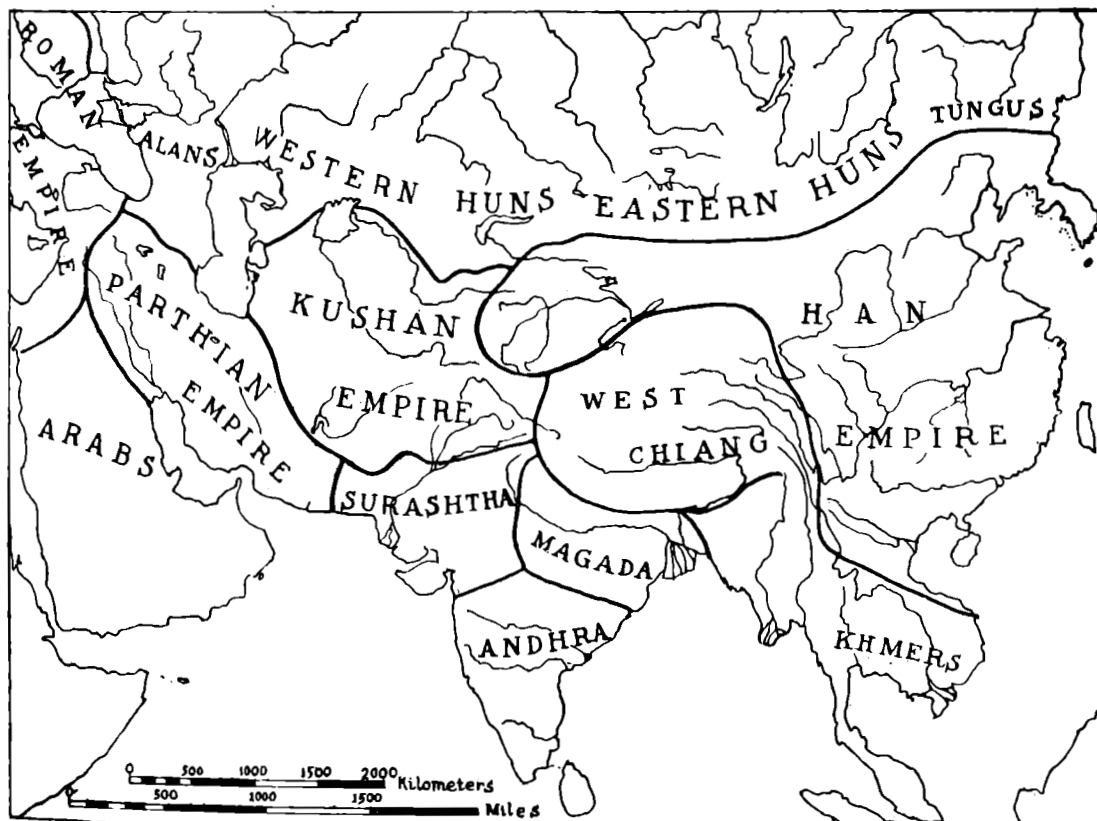 ROMAN
EMPIRE
ALANS
WESTERN HUNS
EASTERN HUNS
TUNGUS
PARTHIAN
EMPIRE
KUSHAN
EMPIRE
HAN
EMPIRE
WEST
CHIANG
ARABS
SURASHTHA
MAGADA
ANDHRA
KHMERS
0 500 1000 1500 2000 Kilometers
0 500 1000 1500 Miles